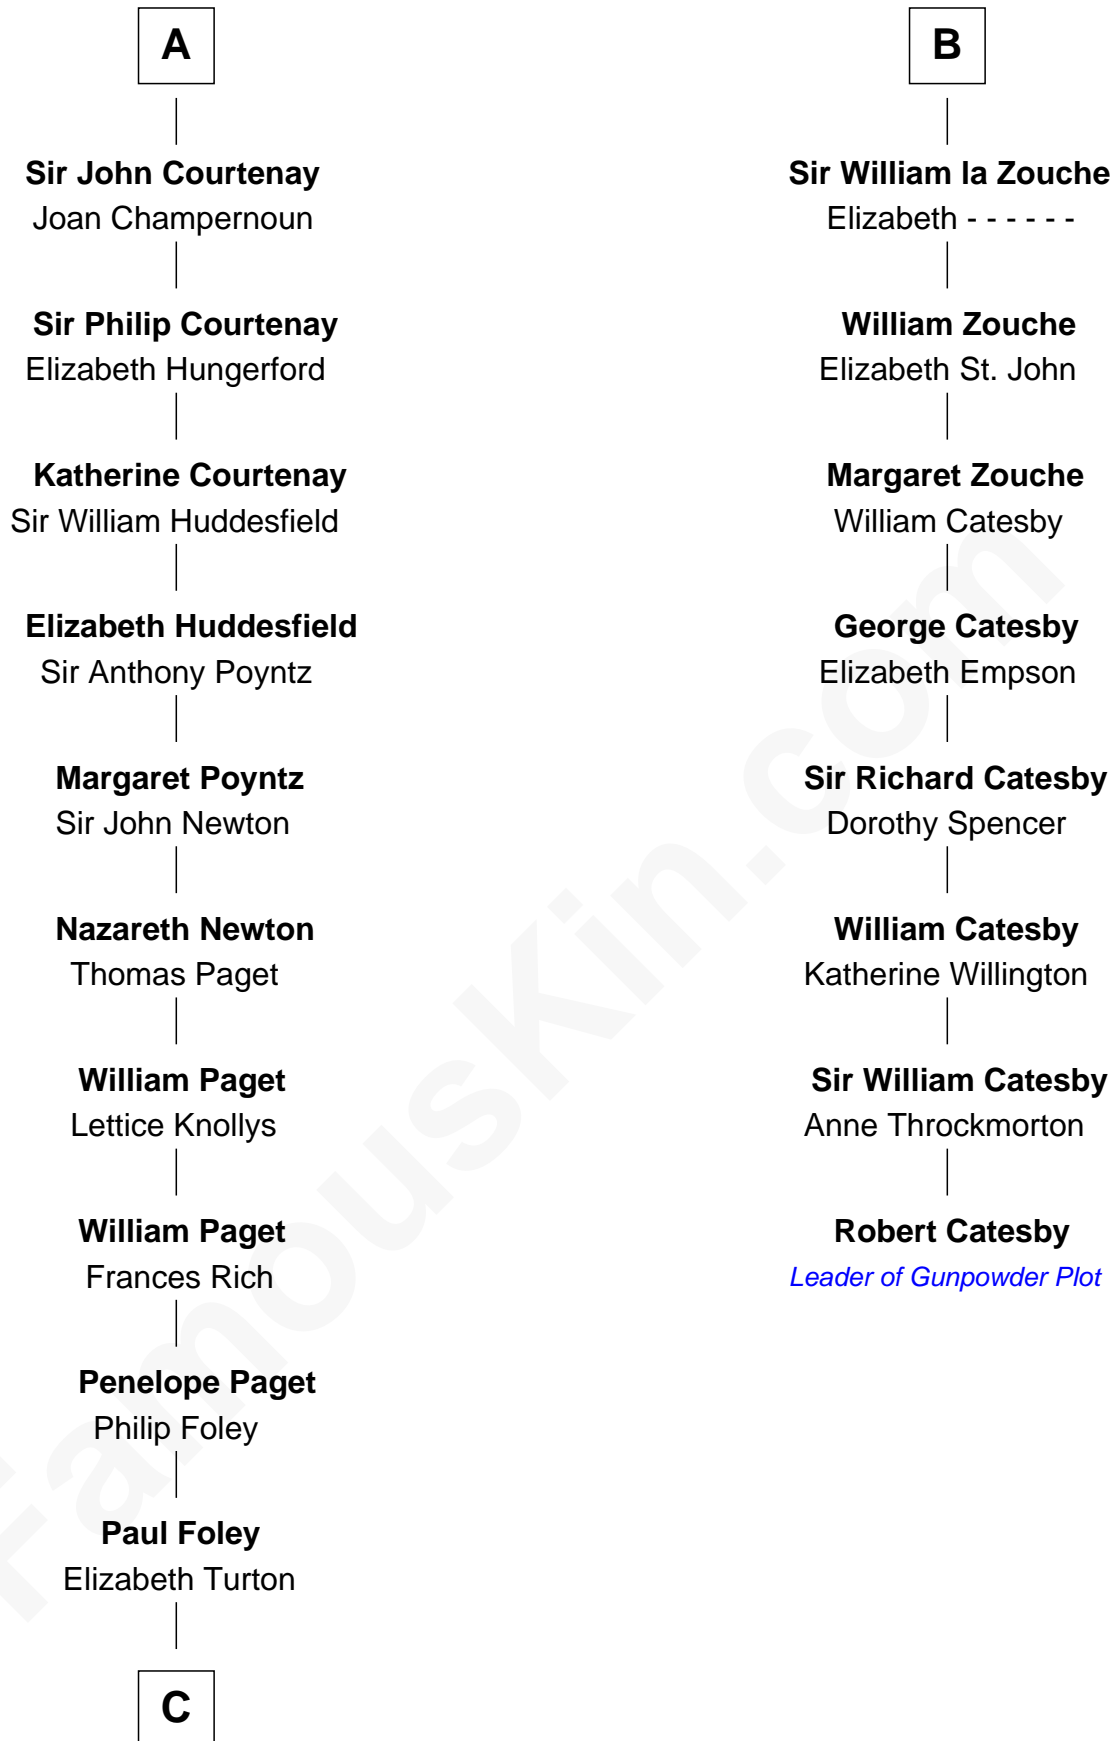 A
Sir John Courtenay
Joan Champernoun
Sir Philip Courtenay
Elizabeth Hungerford
Katherine Courtenay
Sir William Huddesfield
Elizabeth Huddesfield
Sir Anthony Poyntz
Margaret Poyntz
Sir John Newton
Nazareth Newton
Thomas Paget
William Paget
Lettice Knollys
William Paget
Frances Rich
Penelope Paget
Philip Foley
Paul Foley
Elizabeth Turton
C
B
Sir William la Zouche
Elizabeth - - - - - -
William Zouche
Elizabeth St. John
Margaret Zouche
William Catesby
George Catesby
Elizabeth Empson
Sir Richard Catesby
Dorothy Spencer
William Catesby
Katherine Willington
Sir William Catesby
Anne Throckmorton
Robert Catesby
Leader of Gunpowder Plot
FamousKin.com